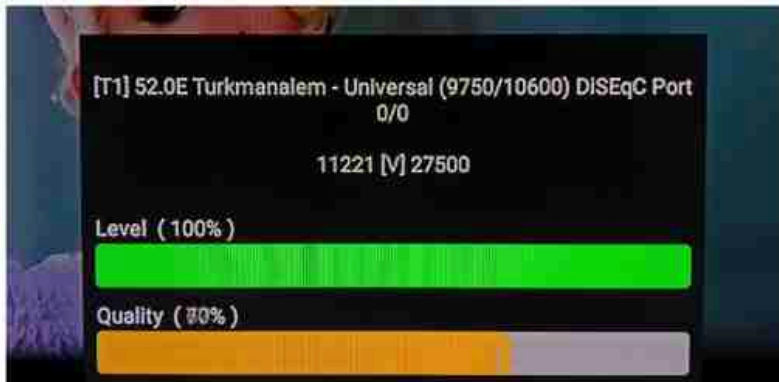 [T1] 52.0E Turkmanalem - Universal (9750/10600) DiSEqC Port
0/0
11221 [V] 27500
Level ( 100% )
Quality